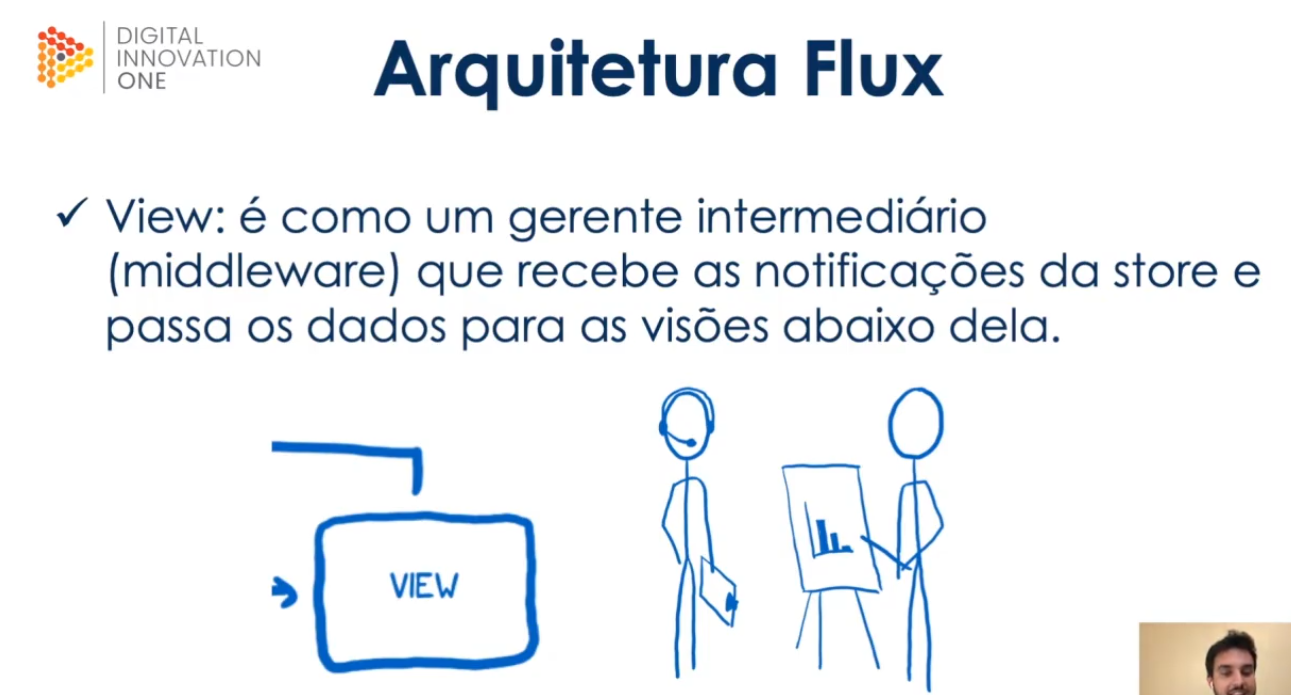 DIGITAL
INNOVATION
ONE
Arquitetura Flux
✓ View: é como um gerente intermediário
(middleware) que recebe as notificações da store e
passa os dados para as visões abaixo dela.
VIEW